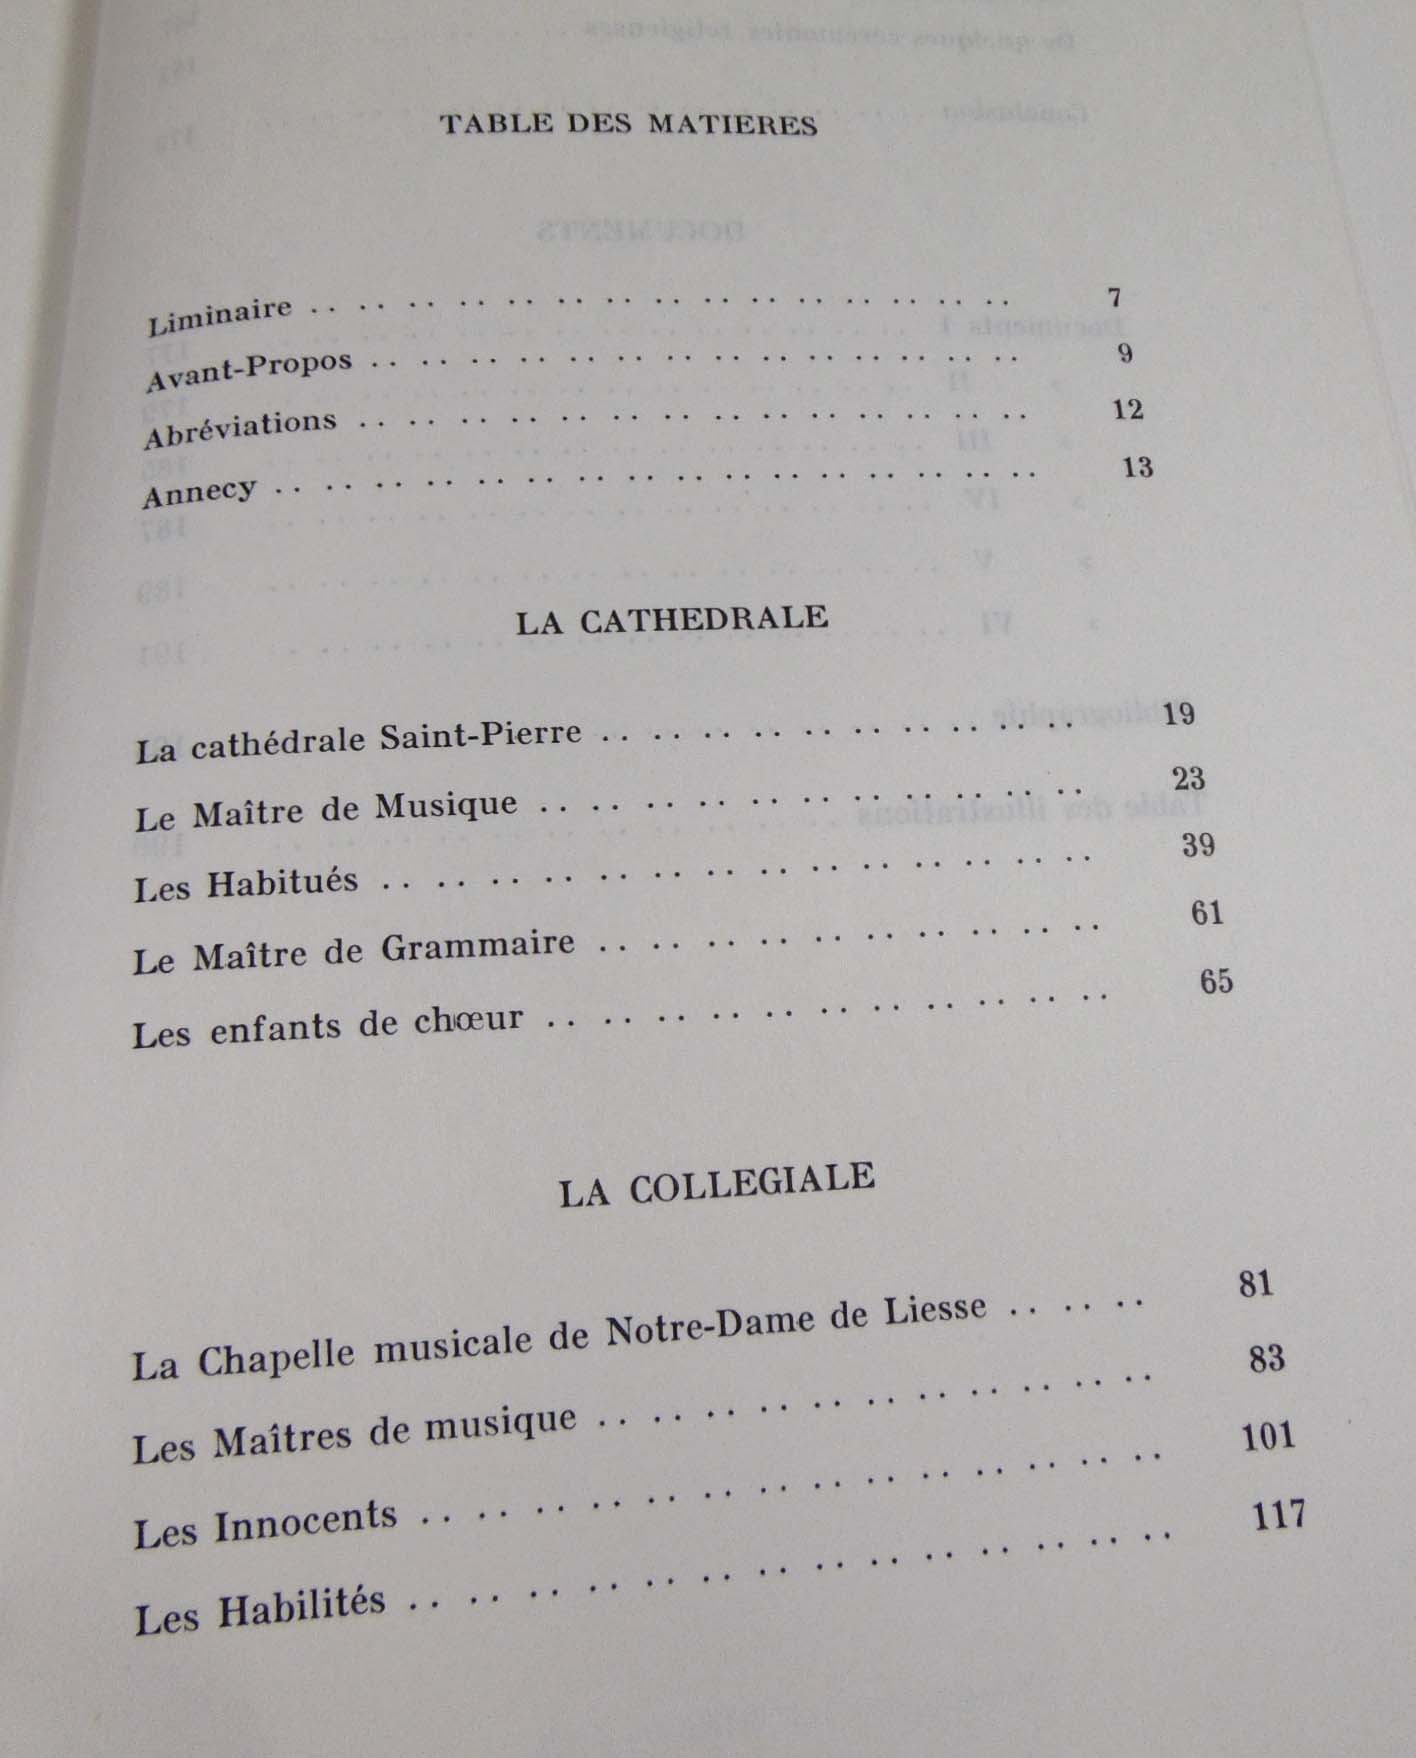 TABLE DES MATIERES
Liminaire .. .. .. .. .. .. .. .. .. .. .. .. .. .. .. 7
Avant-Propos .. .. .. .. .. .. .. .. .. .. .. .. .. .. 9
Abréviations .. .. .. .. .. .. .. .. .. .. .. .. .. .. 12
Annecy .. .. .. .. .. .. .. .. .. .. .. .. .. .. .. .. 13
LA CATHEDRALE
La cathédrale Saint-Pierre .. .. .. .. .. .. .. .. .. .. 19
Le Maître de Musique .. .. .. .. .. .. .. .. .. .. .. 23
Les Habitués .. .. .. .. .. .. .. .. .. .. .. .. .. .. 39
Le Maître de Grammaire .. .. .. .. .. .. .. .. .. .. 61
Les enfants de chœur .. .. .. .. .. .. .. .. .. .. .. 65
LA COLLEGIALE
La Chapelle musicale de Notre-Dame de Liesse .. .. .. 81
Les Maîtres de musique .. .. .. .. .. .. .. .. .. .. .. 83
Les Innocents .. .. .. .. .. .. .. .. .. .. .. .. .. .. 101
Les Habilités .. .. .. .. .. .. .. .. .. .. .. .. .. .. 117